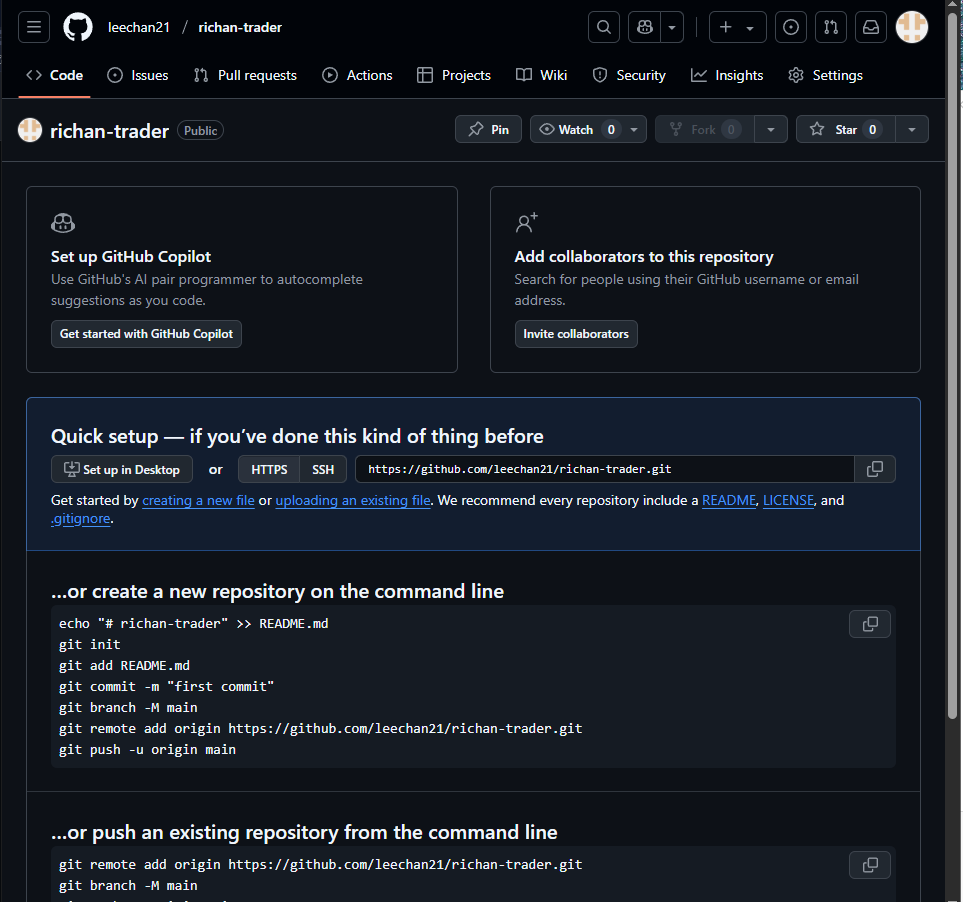 leechan21 / richan-trader
Code Issues Pull requests Actions Projects Wiki Security Insights Settings
richan-trader Public Pin Watch 0 Fork 0 Star 0
Set up GitHub Copilot
Use GitHub's AI pair programmer to autocomplete
suggestions as you code.
Get started with GitHub Copilot
Add collaborators to this repository
Search for people using their GitHub username or email
address.
Invite collaborators
Quick setup — if you’ve done this kind of thing before
Set up in Desktop or HTTPS SSH https://github.com/leechan21/richan-trader.git
Get started by creating a new file or uploading an existing file. We recommend every repository include a README, LICENSE, and
.gitignore.
…or create a new repository on the command line
echo "# richan-trader" >> README.md
git init
git add README.md
git commit -m "first commit"
git branch -M main
git remote add origin https://github.com/leechan21/richan-trader.git
git push -u origin main
…or push an existing repository from the command line
git remote add origin https://github.com/leechan21/richan-trader.git
git branch -M main